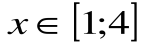 x ∈ [1;4]